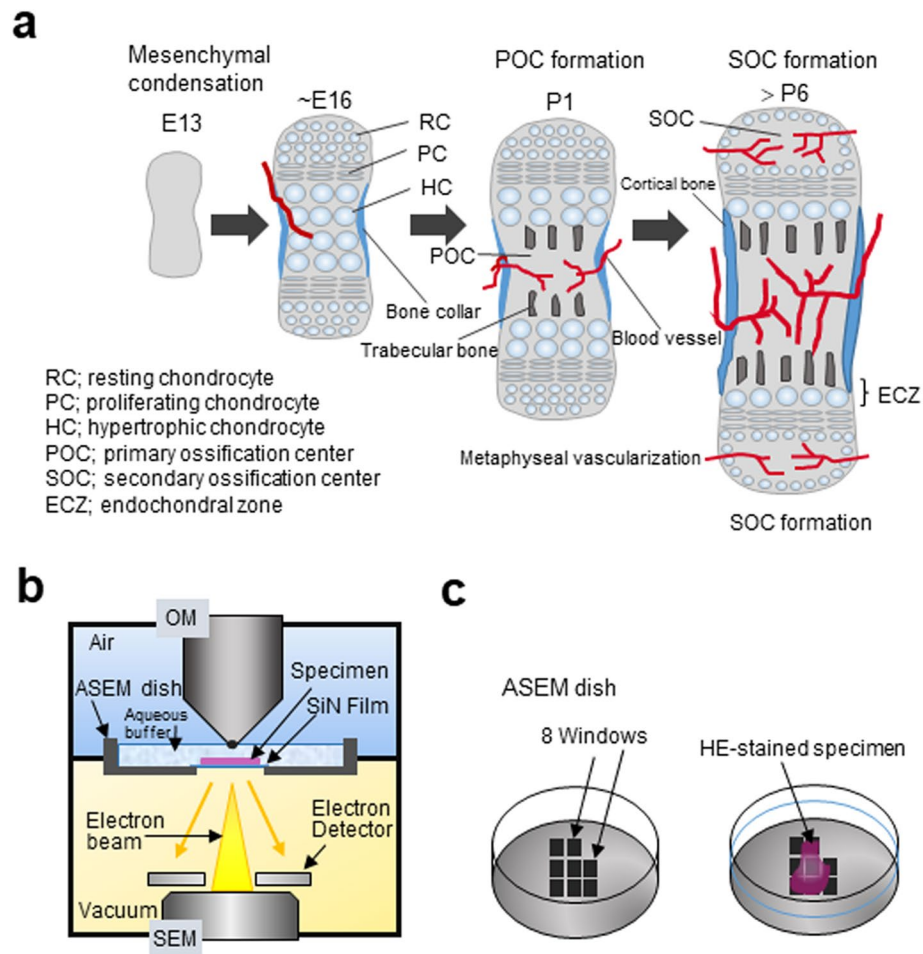 a
Mesenchymal
condensation
E13
~E16
RC
PC
HC
Bone collar
POC formation
P1
POC
Trabecular bone
Blood vessel
SOC formation
> P6
SOC
Cortical bone
ECZ
Metaphyseal vascularization
SOC formation
RC; resting chondrocyte
PC; proliferating chondrocyte
HC; hypertrophic chondrocyte
POC; primary ossification center
SOC; secondary ossification center
ECZ; endochondral zone
b
OM
Air
Specimen
ASEM dish
SiN Film
Aqueous
buffer
Electron
beam
Electron
Detector
Vacuum
SEM
c
ASEM dish
8 Windows
HE-stained specimen